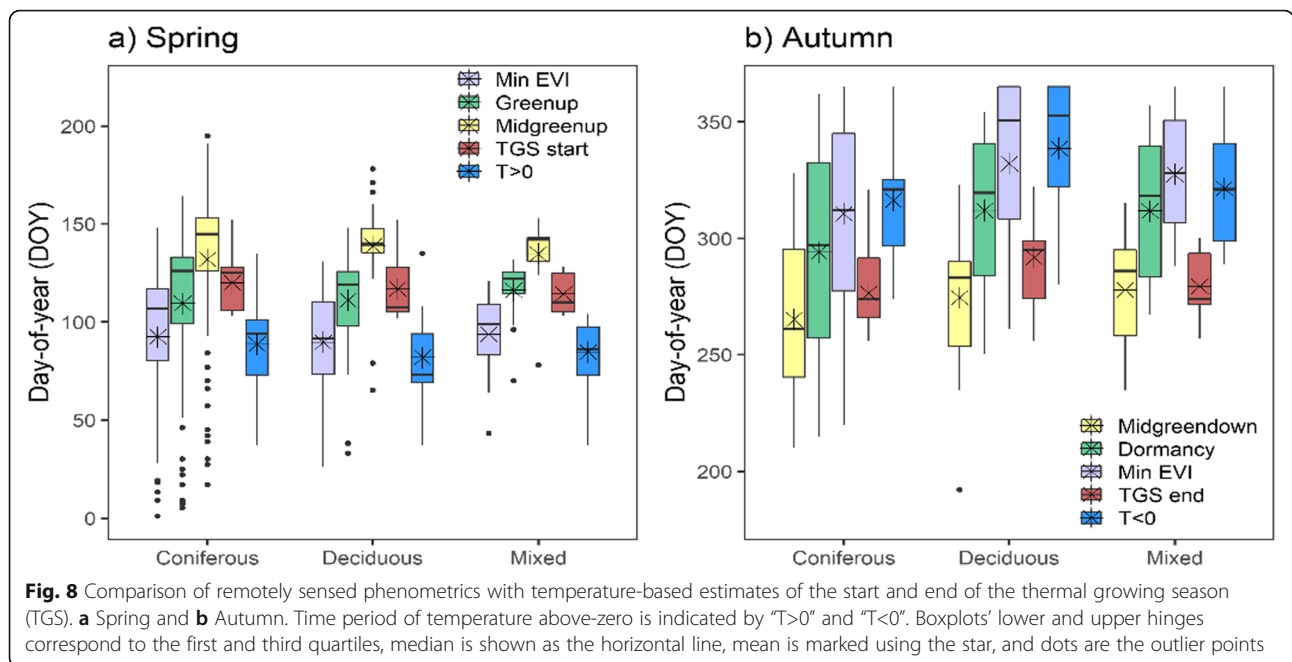 a) Spring
Day-of-year (DOY)
200
150
100
50
0
Min EVI
Greenup
Midgreenup
TGS start
T>0
Coniferous
Deciduous
Mixed
b) Autumn
Day-of-year (DOY)
350
300
250
200
Midgreendown
Dormancy
Min EVI
TGS end
T<0
Coniferous
Deciduous
Mixed
Fig. 8 Comparison of remotely sensed phenometrics with temperature-based estimates of the start and end of the thermal growing season
(TGS). a Spring and b Autumn. Time period of temperature above-zero is indicated by “T>0” and “T<0”. Boxplots’ lower and upper hinges
correspond to the first and third quartiles, median is shown as the horizontal line, mean is marked using the star, and dots are the outlier points